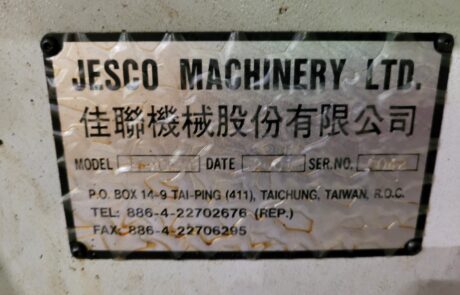 JESCO MACHINERY LTD.
佳聯機械股份有限公司
MODEL DATE SER.NO.
P.O. BOX 14-9 TAI-PING (411), TAICHUNG, TAIWAN, R.O.C.
TEL: 886-4-22702676 (REP.)
FAX: 886-4-22706295